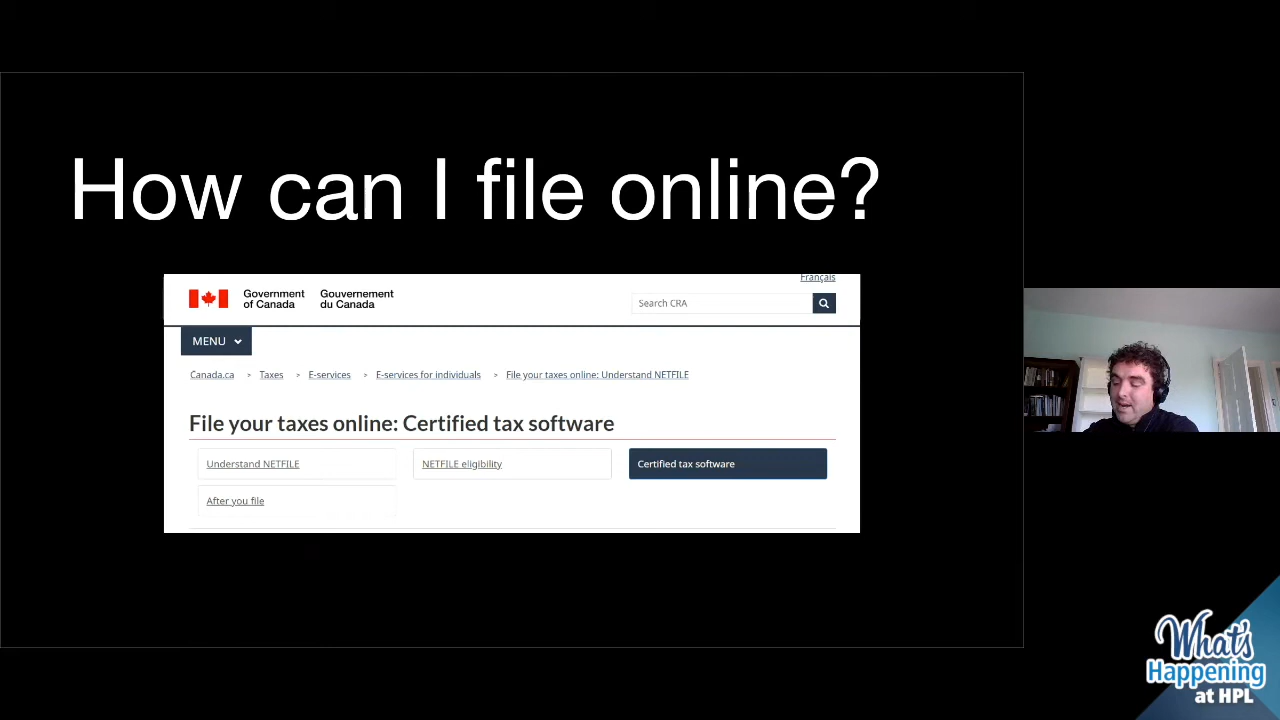 How can I file online?
Français
Government of Canada
Gouvernement du Canada
Search CRA
MENU
Canada.ca > Taxes > E-services > E-services for individuals > File your taxes online: Understand NETFILE
File your taxes online: Certified tax software
Understand NETFILE
NETFILE eligibility
Certified tax software
After you file
What's
Happening
at HPL